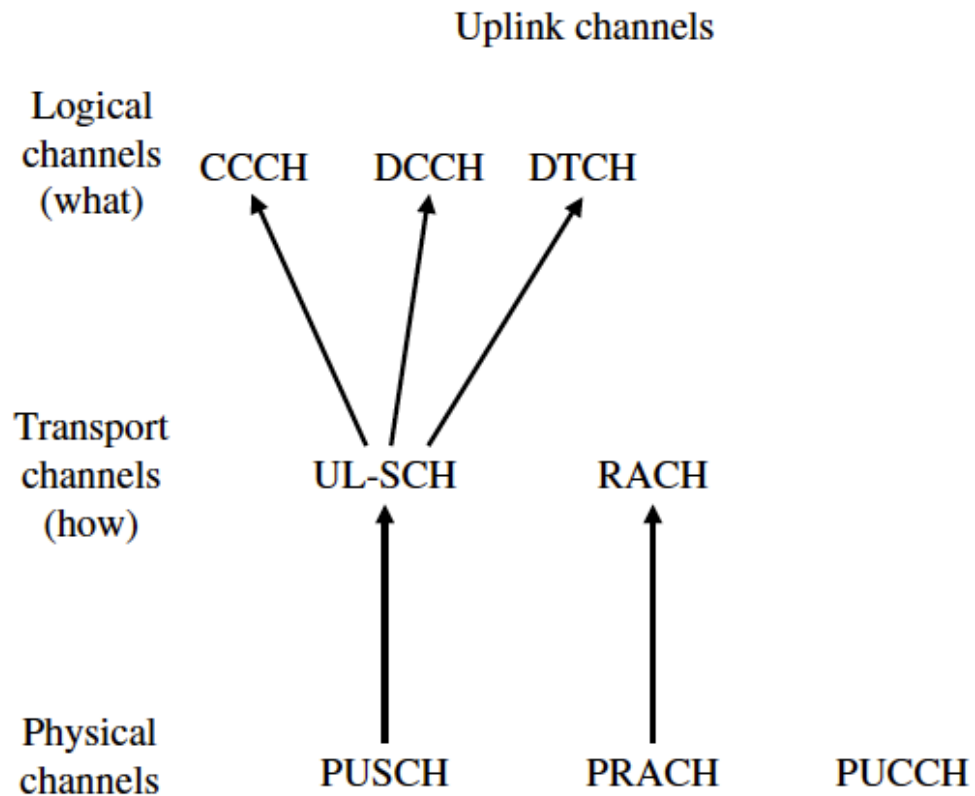 Uplink channels
Logical
channels
(what)
CCCH DCCH DTCH
Transport
channels
(how)
UL-SCH RACH
Physical
channels
PUSCH PRACH PUCCH